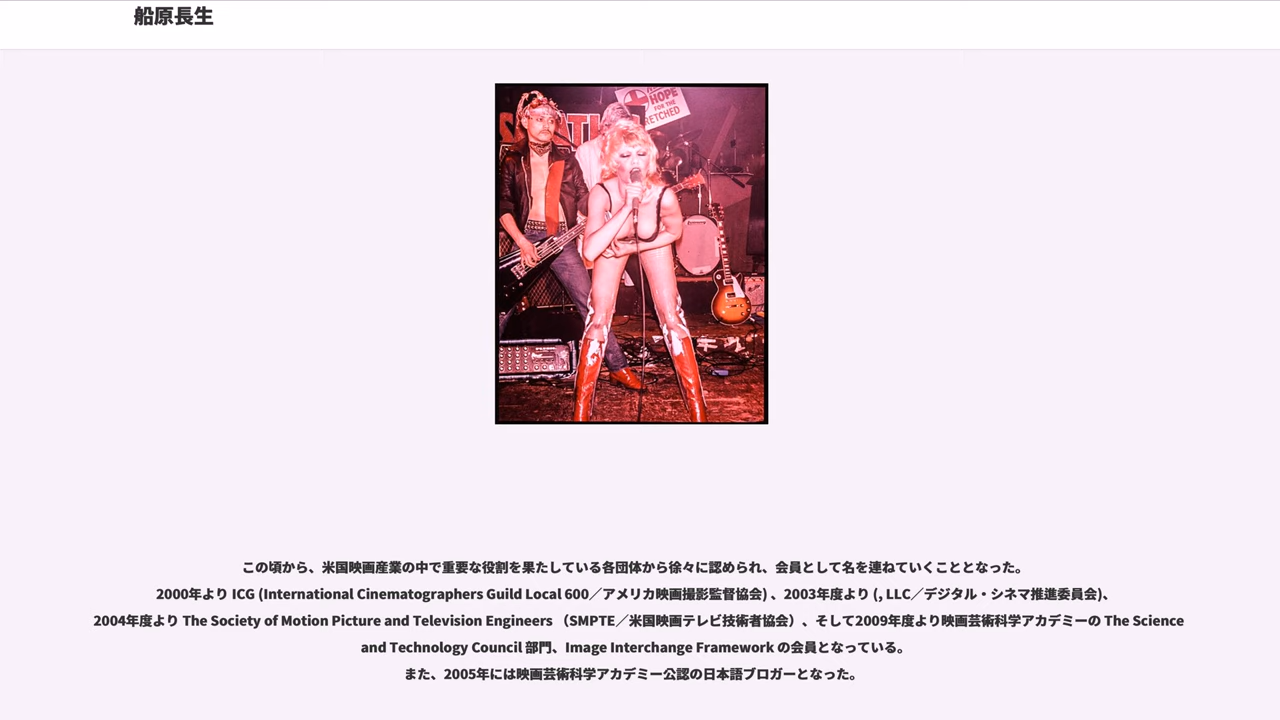 船原長生
HOPE
FOR THE
この頃から、米国映画産業の中で重要な役割を果たしている各団体から徐々に認められ、会員として名を連ねていくこととなった。
2000年より ICG (International Cinematographers Guild Local 600／アメリカ映画撮影監督協会) 、2003年度より (, LLC／デジタル・シネマ推進委員会)、
2004年度より The Society of Motion Picture and Television Engineers （SMPTE／米国映画テレビ技術者協会）、そして2009年度より映画芸術科学アカデミーの The Science
and Technology Council 部門、Image Interchange Framework の会員となっている。
また、2005年には映画芸術科学アカデミー公認の日本語ブロガーとなった。